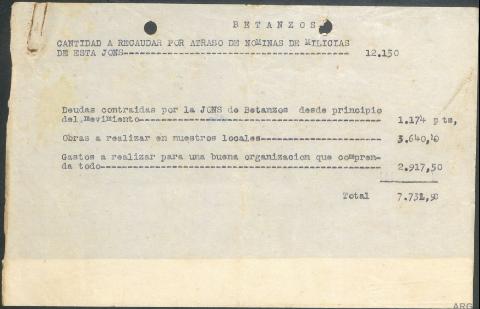 BETANZOS
CANTIDAD A RECAUDAR POR ATRASO DE NOMINAS DE MILICIAS
DE ESTA JONS---------- 12.150
Deudas contraidas por la JONS de Betanzos desde principio
del.mevimiento---------- 1.174 pts,
Obras a realizar en nuestros locales---------- 3.640,40
Gastos a realizar para una buena organizacion que compren-
da todo---------- 2.917,50
Total 7.731,90
ARG